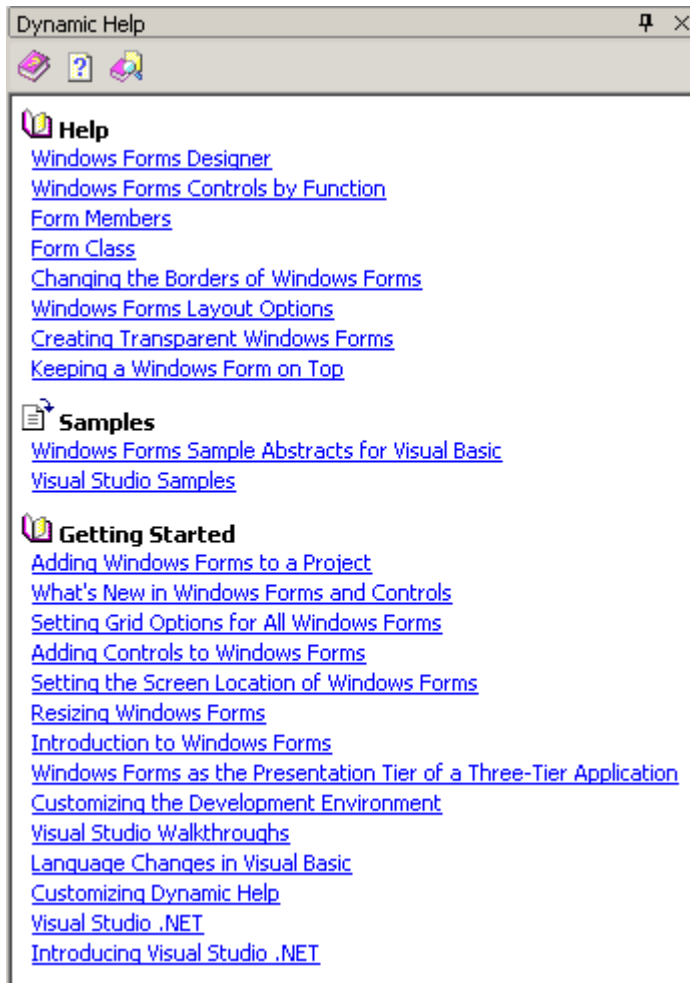 Dynamic Help
Help
Windows Forms Designer
Windows Forms Controls by Function
Form Members
Form Class
Changing the Borders of Windows Forms
Windows Forms Layout Options
Creating Transparent Windows Forms
Keeping a Windows Form on Top
Samples
Windows Forms Sample Abstracts for Visual Basic
Visual Studio Samples
Getting Started
Adding Windows Forms to a Project
What's New in Windows Forms and Controls
Setting Grid Options for All Windows Forms
Adding Controls to Windows Forms
Setting the Screen Location of Windows Forms
Resizing Windows Forms
Introduction to Windows Forms
Windows Forms as the Presentation Tier of a Three-Tier Application
Customizing the Development Environment
Visual Studio Walkthroughs
Language Changes in Visual Basic
Customizing Dynamic Help
Visual Studio .NET
Introducing Visual Studio .NET